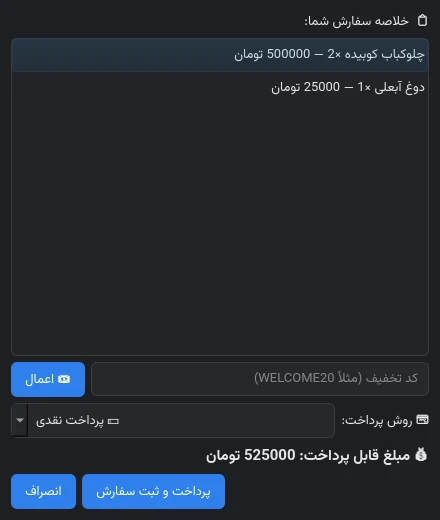 خلاصه سفارش شما:
چلوکباب کوبیده ×2 — 500000 تومان
دوغ آبعلی ×1 — 25000 تومان
کد تخفیف (مثلاً WELCOME20)
اعمال
روش پرداخت:
پرداخت نقدی
مبلغ قابل پرداخت: 525000 تومان
پرداخت و ثبت سفارش
انصراف